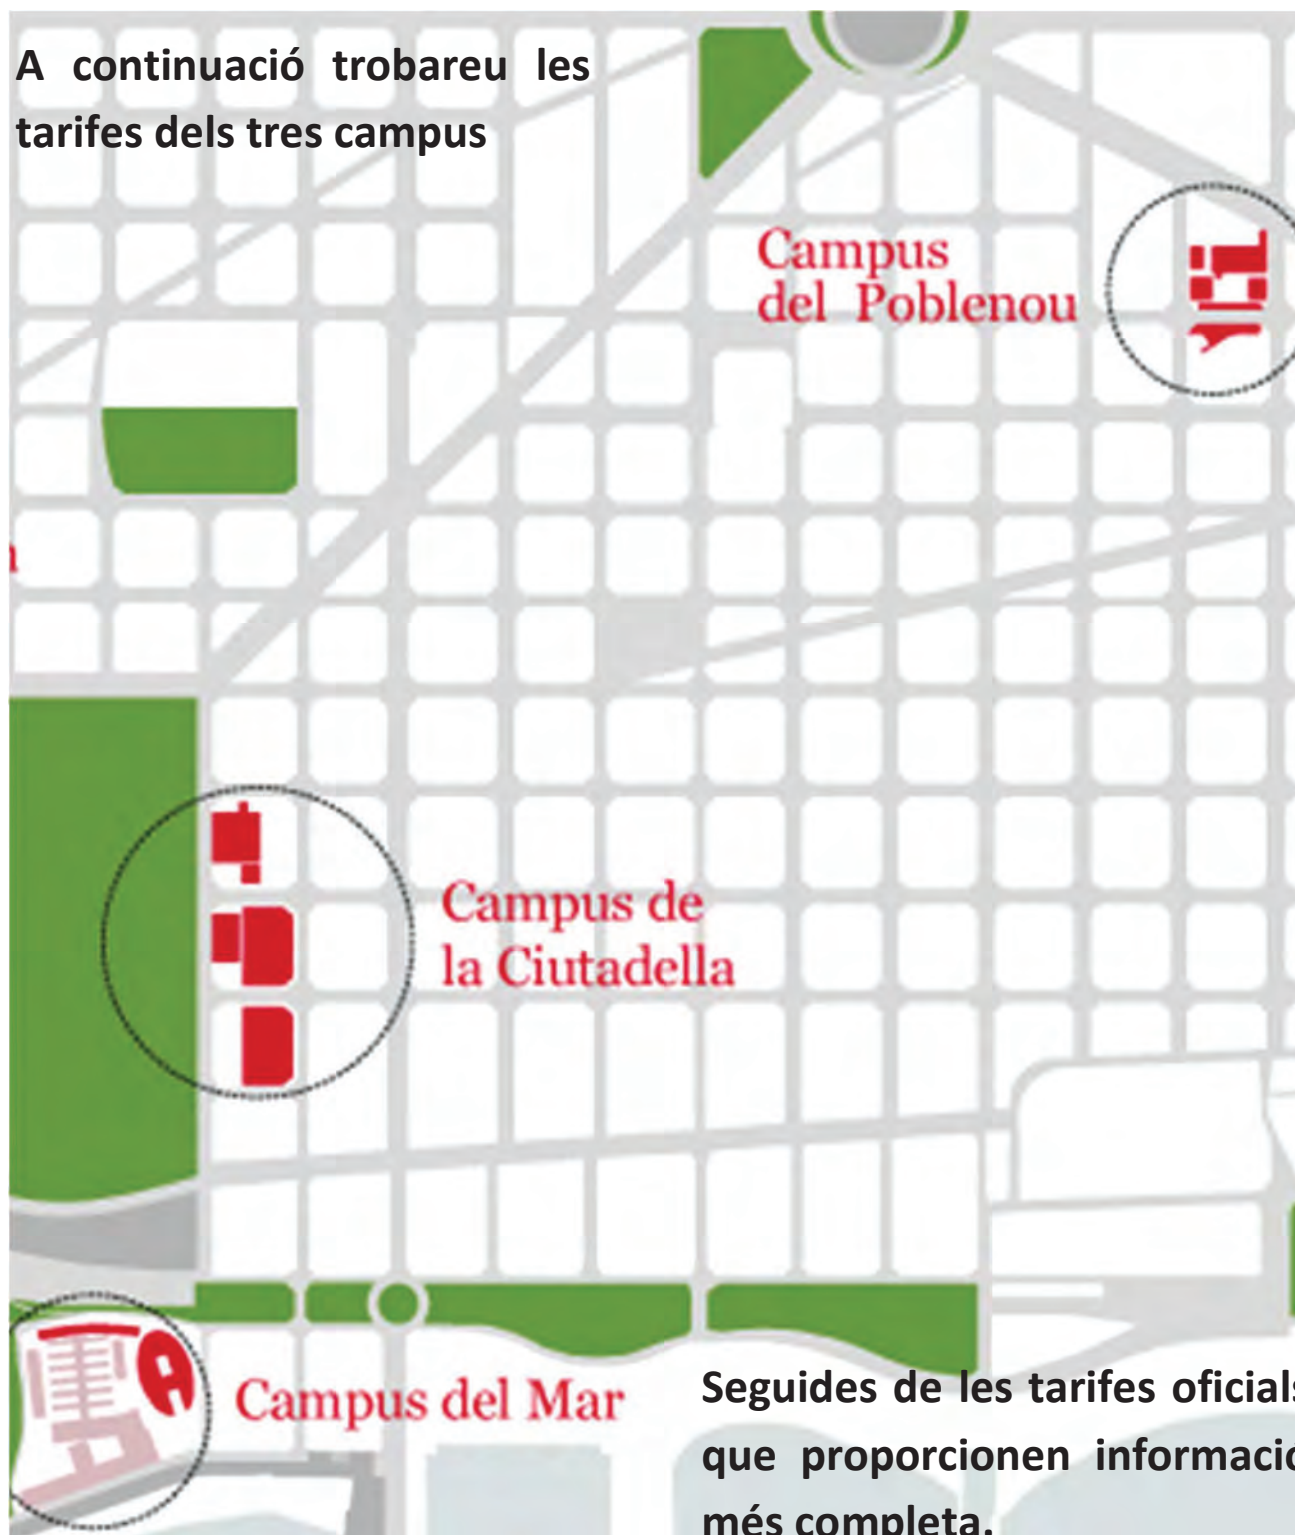 A continuació trobareu les
tarifes dels tres campus
Campus
del Poblenou
Campus de
la Ciutadella
Campus del Mar
Seguides de les tarifes oficials
que proporcionen informació
més completa.